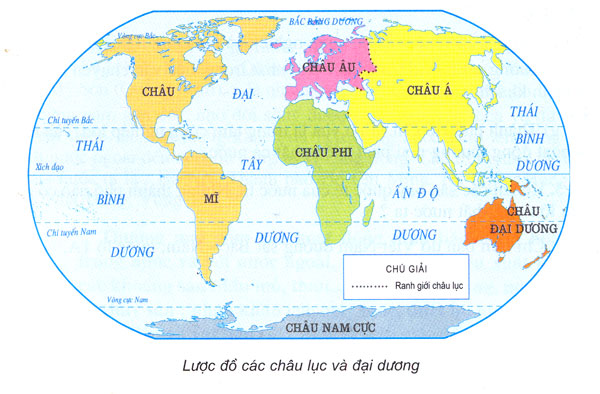 BẮC BĂNG DƯƠNG
Vòng cực Bắc
CHÂU ÂU
CHÂU
ĐẠI
CHÂU Á
THÁI
Chí tuyến Bắc
THÁI
BÌNH
CHÂU PHI
Xích đạo
TÂY
DƯƠNG
BÌNH
MĨ
ẤN ĐỘ
CHÂU
ĐẠI DƯƠNG
Chí tuyến Nam
DƯƠNG
DƯƠNG
DƯƠNG
CHÚ GIẢI
Ranh giới châu lục
Vòng cực Nam
CHÂU NAM CỰC
Lược đồ các châu lục và đại dương